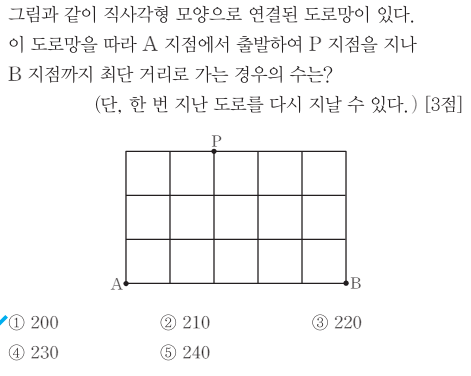 그림과 같이 직사각형 모양으로 연결된 도로망이 있다.
이 도로망을 따라 A 지점에서 출발하여 P 지점을 지나
B 지점까지 최단 거리로 가는 경우의 수는?
(단, 한 번 지난 도로를 다시 지날 수 있다.) [3점]
P
A
B
① 200 ② 210 ③ 220
④ 230 ⑤ 240